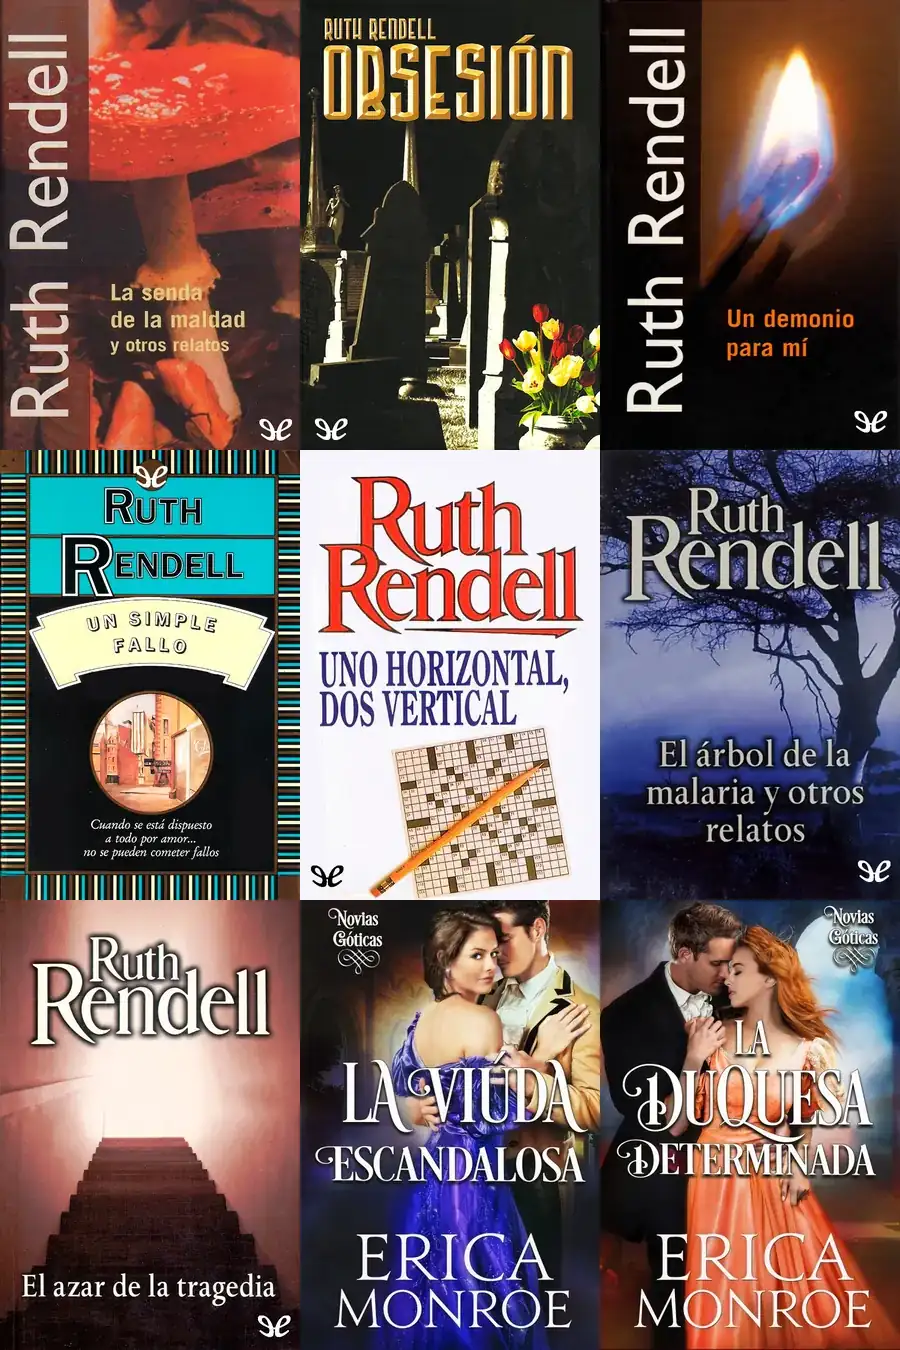 Ruth Rendell
La senda
de la maldad
y otros relatos
RUTH RENDELL
OBSESIÓN
Ruth Rendell
Un demonio
para mí
RUTH
RENDELL
UN SIMPLE
FALLO
Cuando se está dispuesto
a todo por amor...
no se pueden cometer fallos
Ruth
Rendell
UNO HORIZONTAL,
DOS VERTICAL
Ruth
Rendell
El árbol de la
malaria y otros
relatos
Ruth
Rendell
El azar de la tragedia
Novias
Góticas
LA VIÚDA
ESCANDALOSA
ERICA
MONROE
Novias
Góticas
LA
DUQUESA
DETERMINADA
ERICA
MONROE